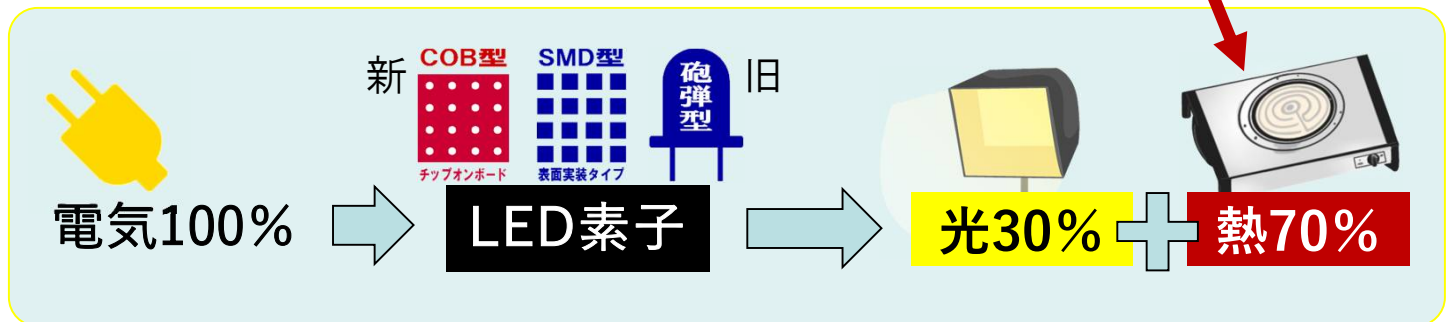 新
COB型
チップオンボード
SMD型
表面実装タイプ
砲弾型
旧
電気100%
LED素子
光30%
熱70%